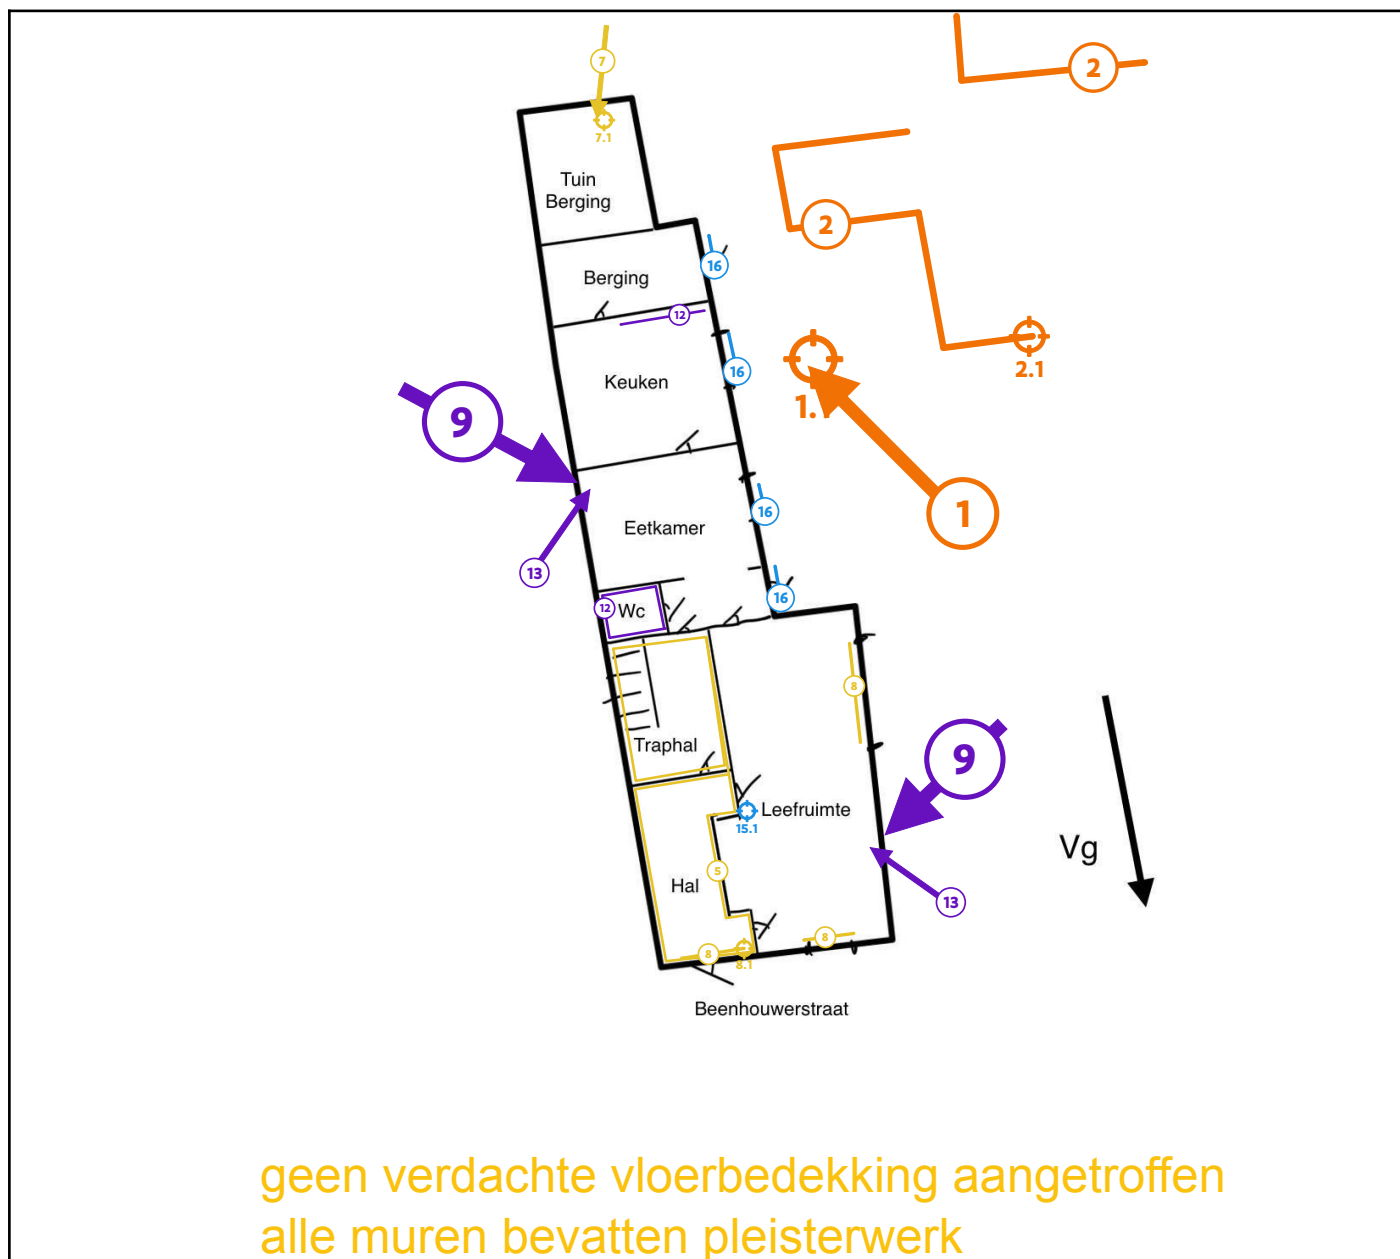 2
7
7.1
Tuin
Berging
2
16
Berging
12
16
2.1
Keuken
1.1
9
16
1
Eetkamer
13
16
12
Wc
8
Traphal
9
Leefruimte
15.1
Vg
5
Hal
13
8
8
8.1
Beenhouwerstraat
geen verdachte vloerbedekking aangetroffen
alle muren bevatten pleisterwerk